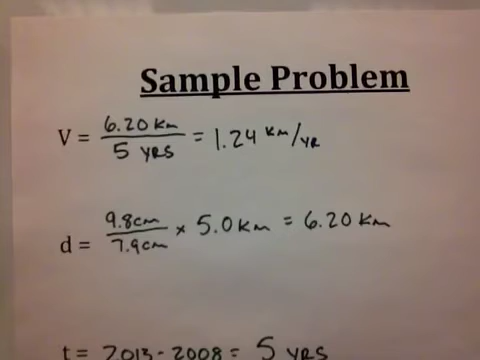 Sample Problem
V = 6.20 Km / 5 YRS = 1.24 Km/YR
d = 9.8cm / 7.9cm × 5.0 Km = 6.20 Km
t = 2013 - 2008 = 5 YRS